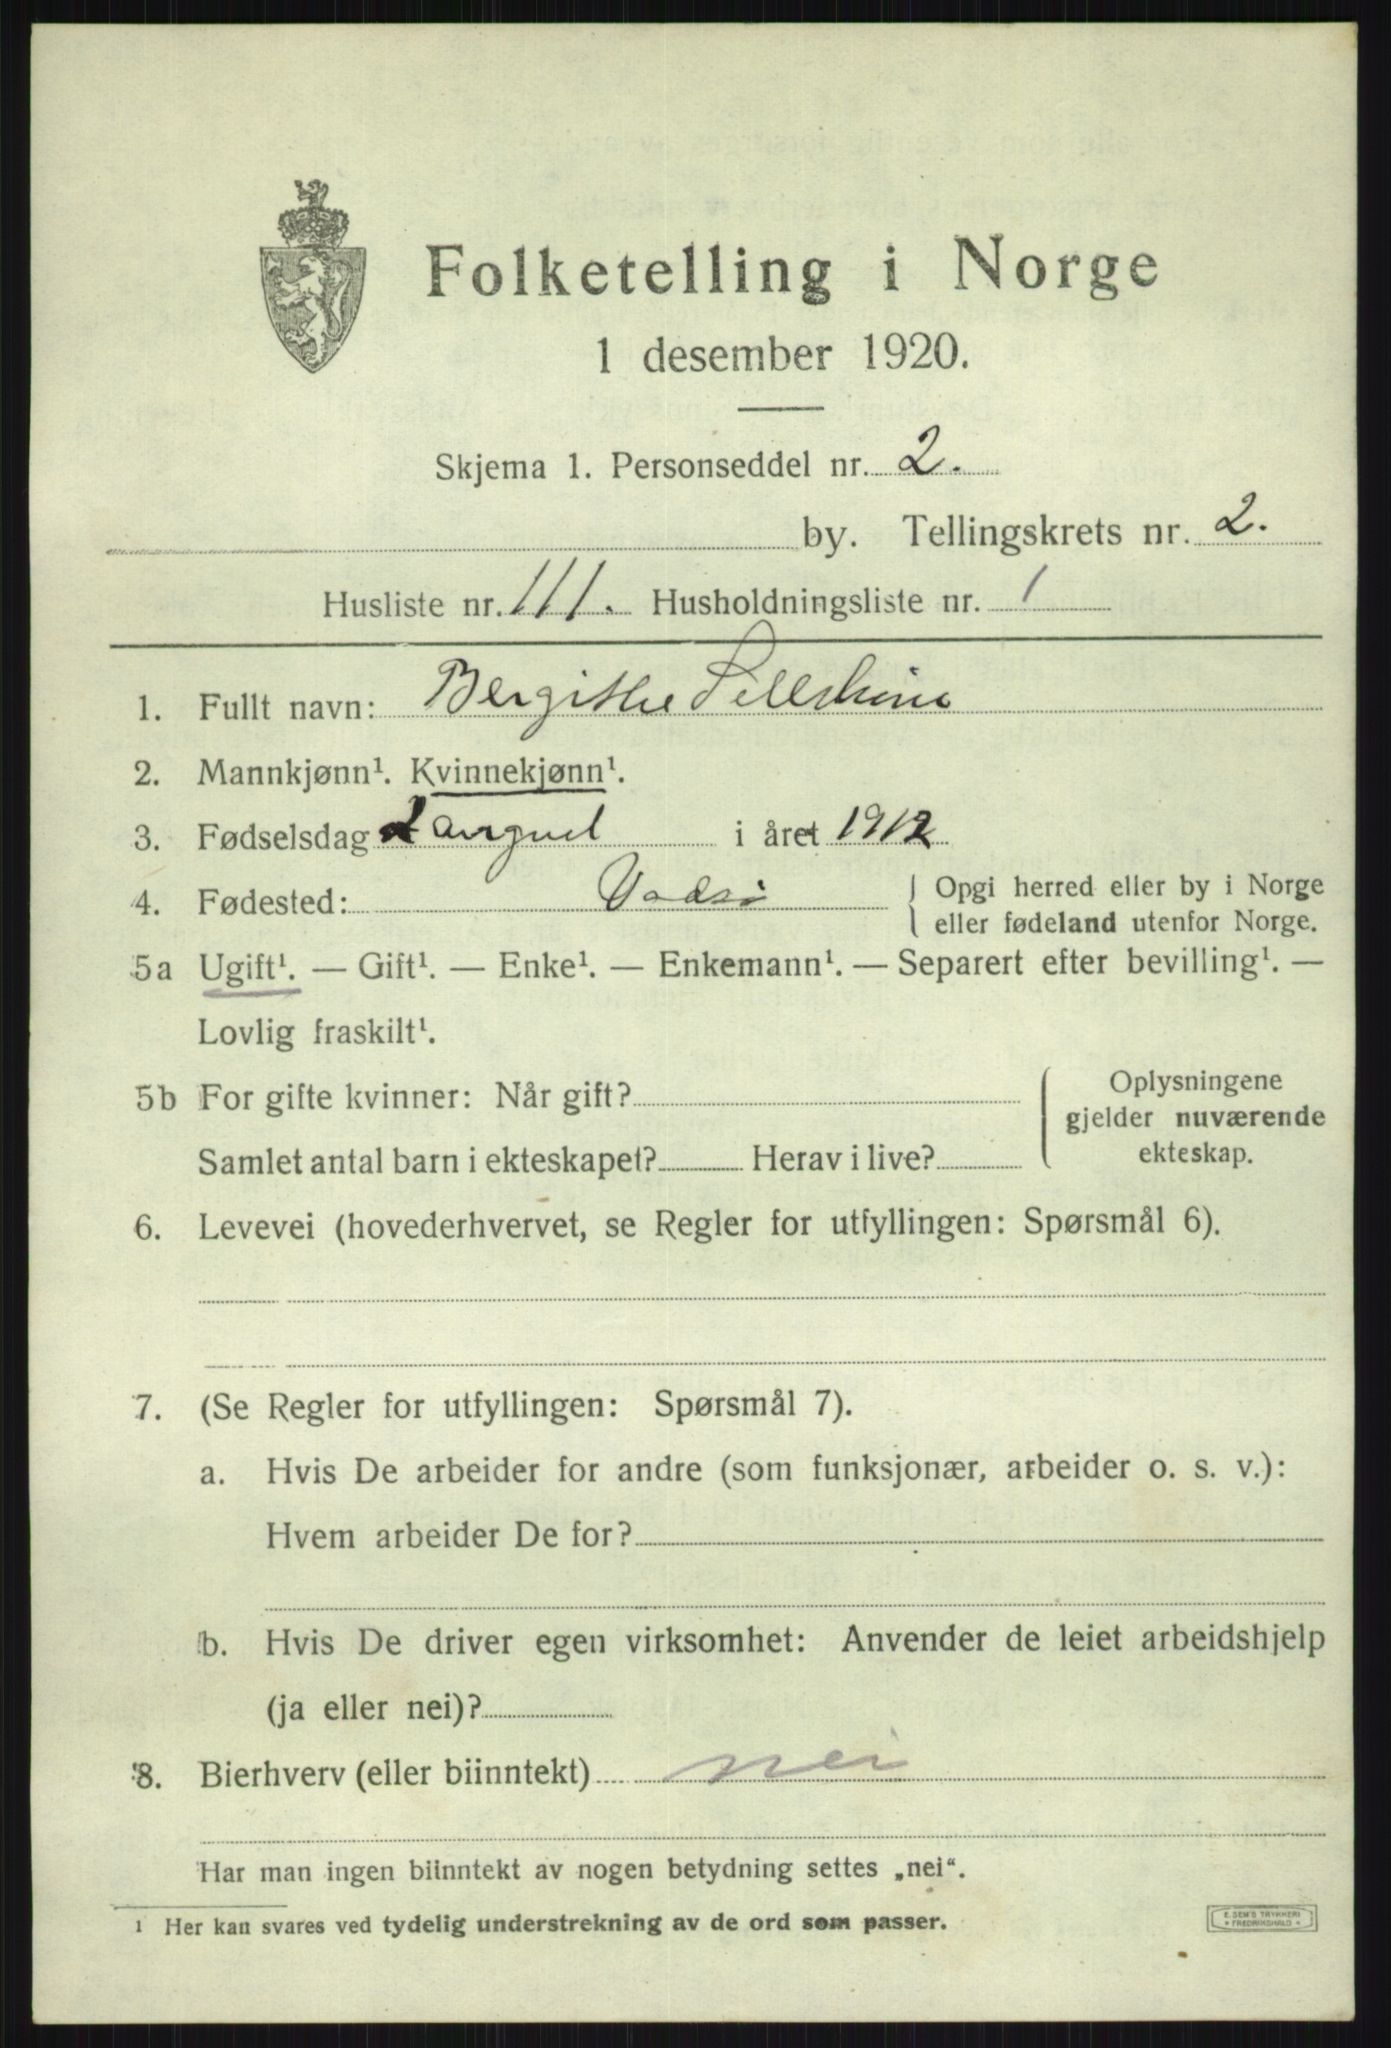 Folketelling i Norge
1 desember 1920.
Skjema 1. Personseddel nr. 2.
by. Tellingskrets nr. 2.
Husliste nr. 111. Husholdningsliste nr. 1
1. Fullt navn: Bergithe
2. Mannkjønn¹. Kvinnekjønn¹.
3. Fødselsdag 2 august i året 1912
4. Fødested: Vadsö { Opgi herred eller by i Norge
eller fødeland utenfor Norge.
5a Ugift¹. — Gift¹. — Enke¹. — Enkemann¹. — Separert efter bevilling¹. —
Lovlig fraskilt¹.
5b For gifte kvinner: Når gift? { Oplysningene
gjelder nuværende
Samlet antal barn i ekteskapet? Herav i live? ekteskap.
6. Levevei (hovederhvervet, se Regler for utfyllingen: Spørsmål 6).
7. (Se Regler for utfyllingen: Spørsmål 7).
a. Hvis De arbeider for andre (som funksjonær, arbeider o. s. v.):
Hvem arbeider De for?
b. Hvis De driver egen virksomhet: Anvender de leiet arbeidshjelp
(ja eller nei)?
8. Bierhverv (eller biinntekt) nei
Har man ingen biinntekt av nogen betydning settes „nei“.
¹ Her kan svares ved tydelig understrekning av de ord som passer.
E. SEM'S TRYKKERI
* FREDRIKSHALD *